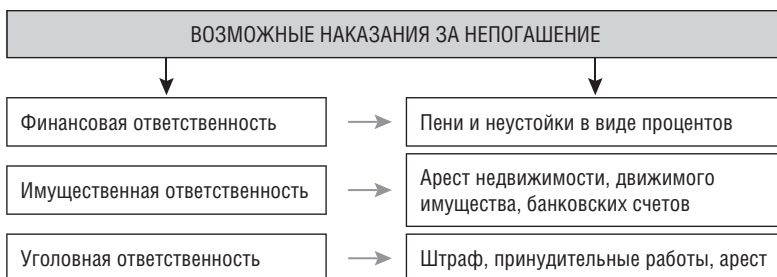 ВОЗМОЖНЫЕ НАКАЗАНИЯ ЗА НЕПОГАШЕНИЕ
Финансовая ответственность
Пени и неустойки в виде процентов
Имущественная ответственность
Арест недвижимости, движимого
имущества, банковских счетов
Уголовная ответственность
Штраф, принудительные работы, арест